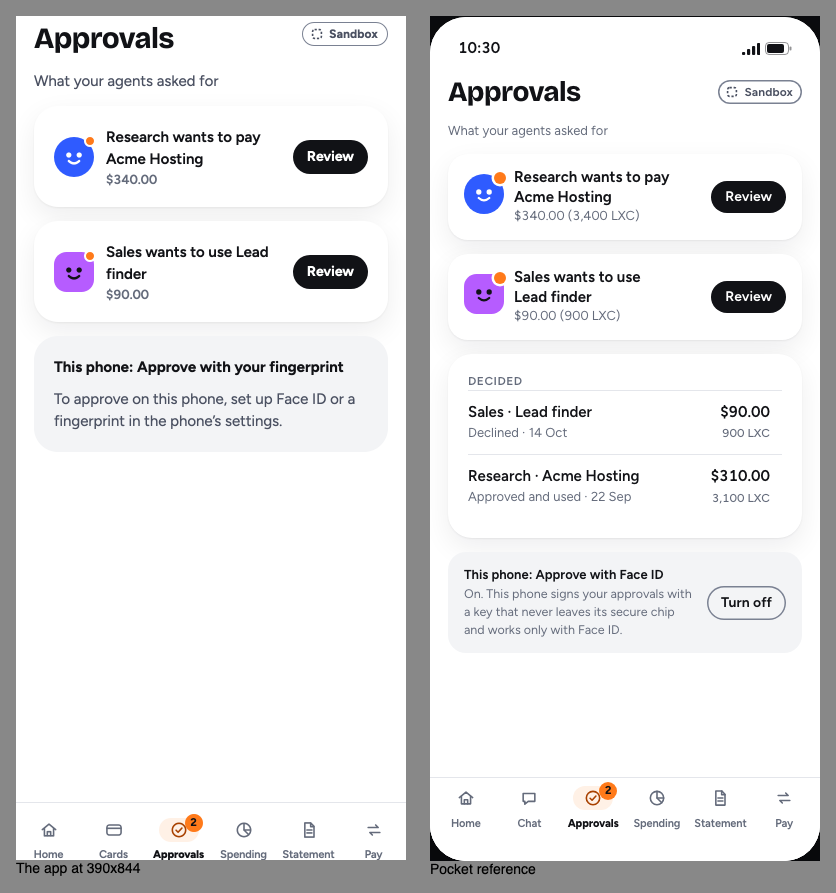 Approvals
Sandbox
What your agents asked for
Research wants to pay
Acme Hosting
$340.00
Review
Sales wants to use Lead
finder
$90.00
Review
This phone: Approve with your fingerprint
To approve on this phone, set up Face ID or a
fingerprint in the phone’s settings.
2
Home
Cards
Approvals
Spending
Statement
Pay
The app at 390x844
10:30
Approvals
Sandbox
What your agents asked for
Research wants to pay
Acme Hosting
$340.00 (3,400 LXC)
Review
Sales wants to use
Lead finder
$90.00 (900 LXC)
Review
DECIDED
Sales · Lead finder
$90.00
Declined · 14 Oct
900 LXC
Research · Acme Hosting
$310.00
Approved and used · 22 Sep
3,100 LXC
This phone: Approve with Face ID
On. This phone signs your approvals with
a key that never leaves its secure chip
and works only with Face ID.
Turn off
2
Home
Chat
Approvals
Spending
Statement
Pay
Pocket reference